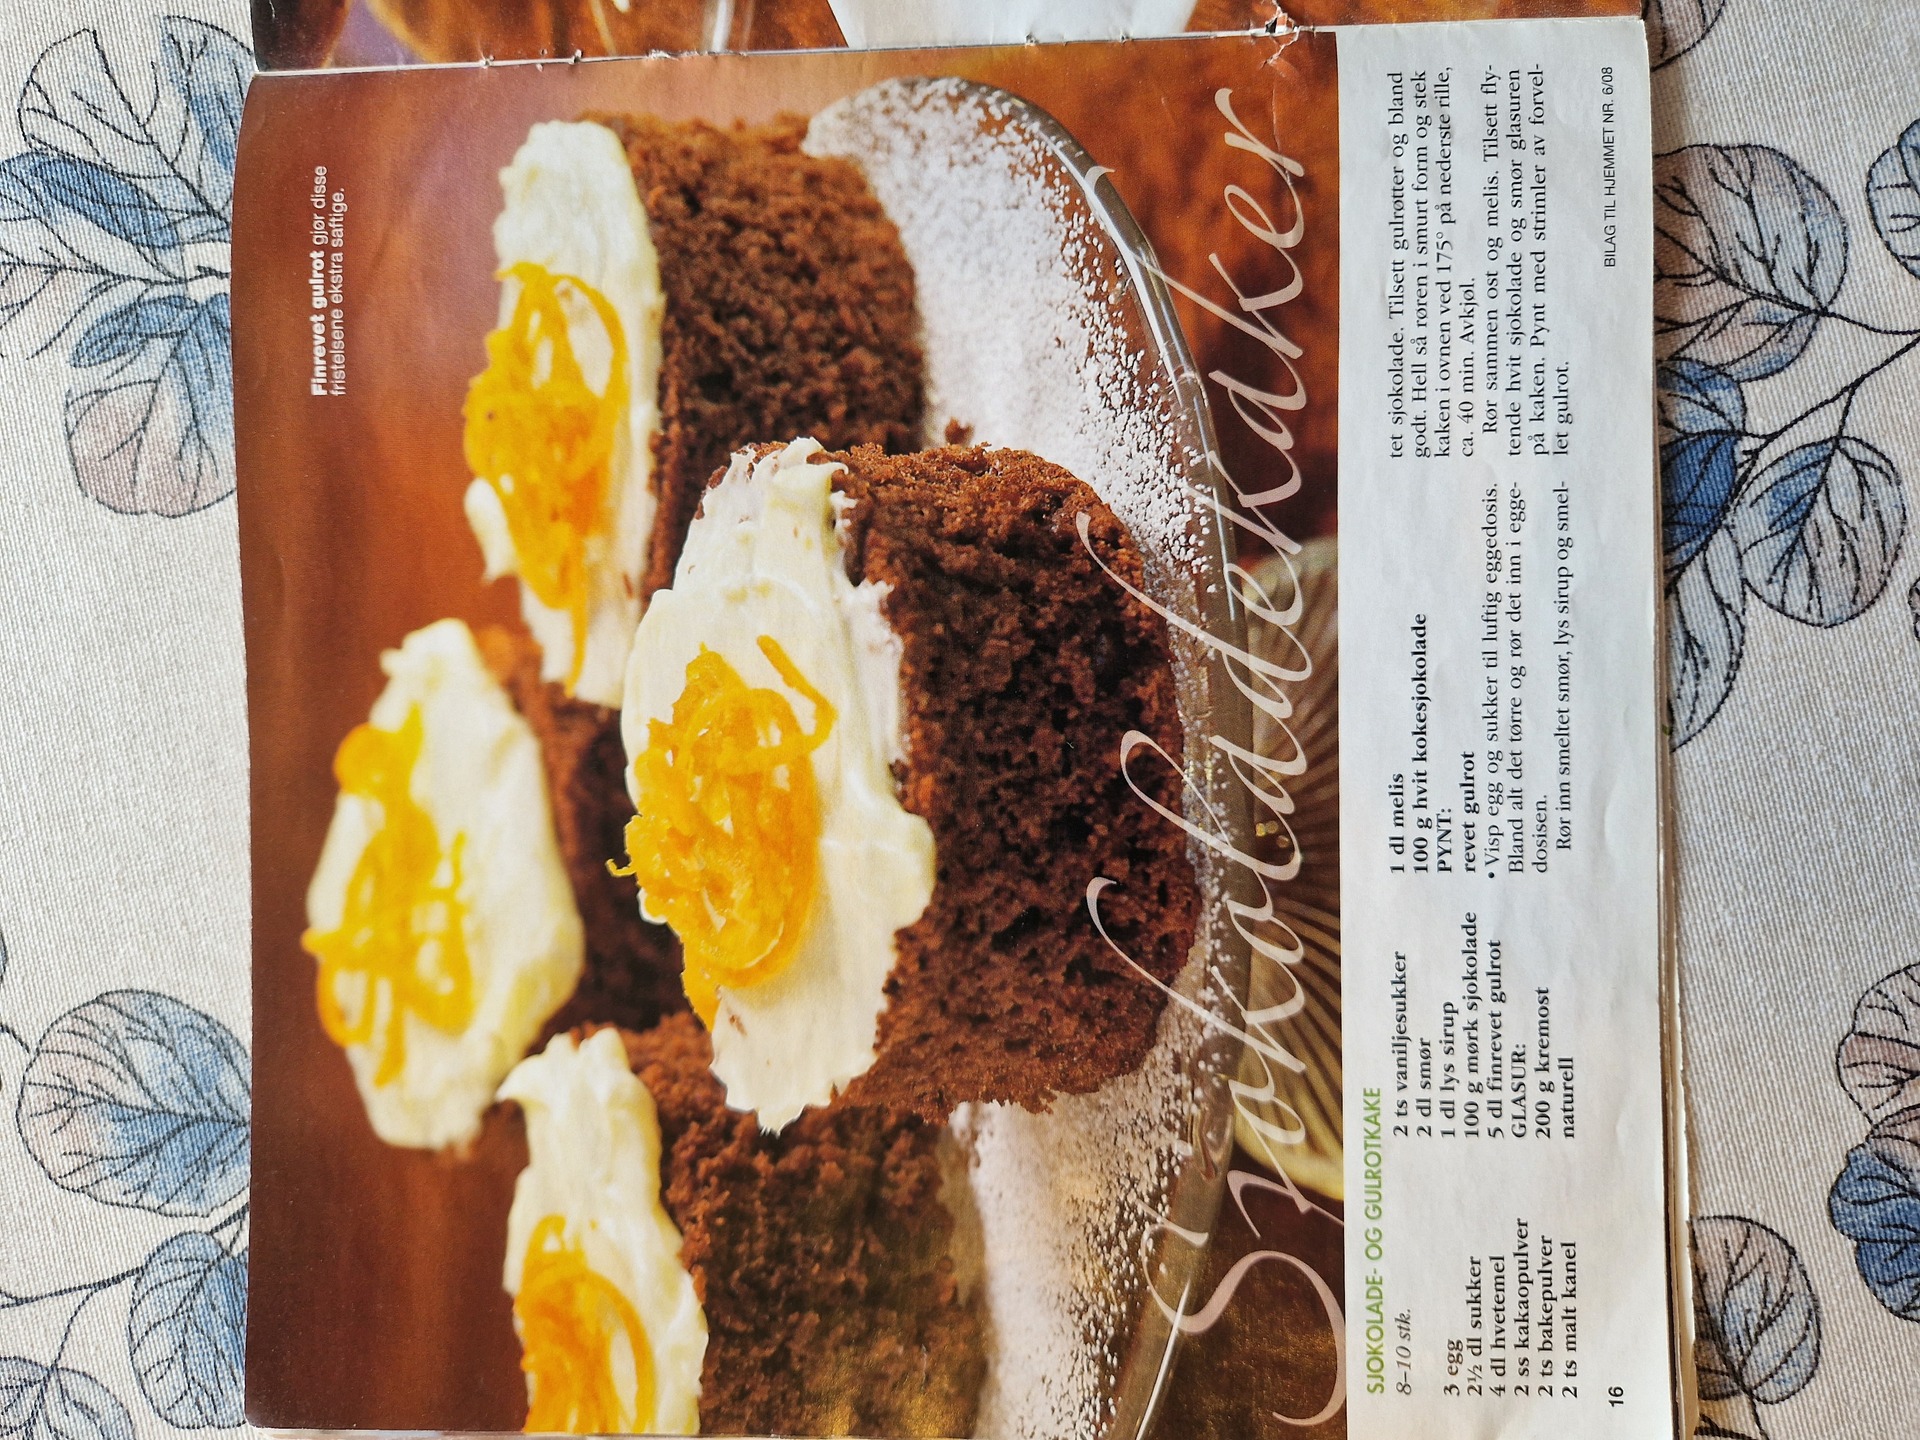 Finrevet gulrot gjør disse
fristelsene ekstra saftige.
Sjokoladekaker
SJOKOLADE- OG GULROTKAKE
8–10 stk.
3 egg
2½ dl sukker
4 dl hvetemel
2 ss kakaopulver
2 ts bakepulver
2 ts malt kanel
2 ts vaniljesukker
2 dl smør
1 dl lys sirup
100 g mørk sjokolade
5 dl finrevet gulrot
GLASUR:
200 g kremost
naturell
1 dl melis
100 g hvit kokesjokolade
PYNT:
revet gulrot
• Visp egg og sukker til luftig eggedosis.
Bland alt det tørre og rør det inn i egge-
dosisen.
Rør inn smeltet smør, lys sirup og smel-
tet sjokolade. Tilsett gulrøtter og bland
godt. Hell så røren i smurt form og stek
kaken i ovnen ved 175° på nederste rille,
ca. 40 min. Avkjøl.
Rør sammen ost og melis. Tilsett fly-
tende hvit sjokolade og smør glasuren
på kaken. Pynt med strimler av forvel-
let gulrot.
16
BILAG TIL HJEMMET NR. 6/08